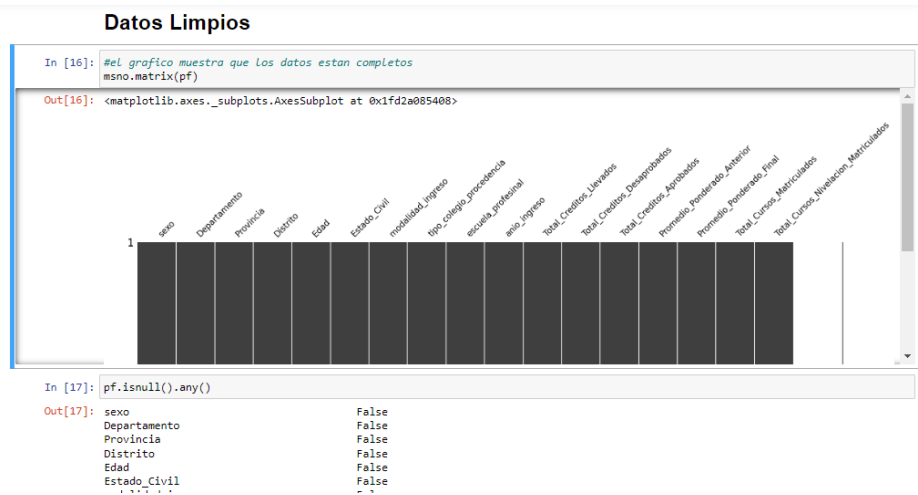 Datos Limpios
In [16]: #el grafico muestra que los datos estan completos
msno.matrix(pf)
Out[16]: <matplotlib.axes._subplots.AxesSubplot at 0x1fd2a085408>
sexo
Departamento
Provincia
Distrito
Edad
Estado_Civil
modalidad_ingreso
tipo_colegio_procedencia
escuela_profesinal
anio_ingreso
Total_Creditos_Llevados
Total_Creditos_Desaprobados
Total_Creditos_Aprobados
Promedio_Ponderado_Anterior
Promedio_Ponderado_Final
Total_Cursos_Matriculados
Total_Cursos_Nivelacion_Matriculados
1
In [17]: pf.isnull().any()
Out[17]: sexo False
Departamento False
Provincia False
Distrito False
Edad False
Estado_Civil False